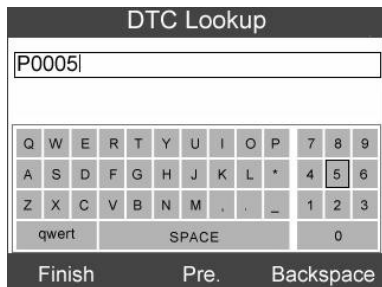 DTC Lookup
P0005
Q W E R T Y U I O P 7 8 9
A S D F G H J K L * 4 5 6
Z X C V B N M , . _ 1 2 3
qwert SPACE 0
Finish Pre. Backspace